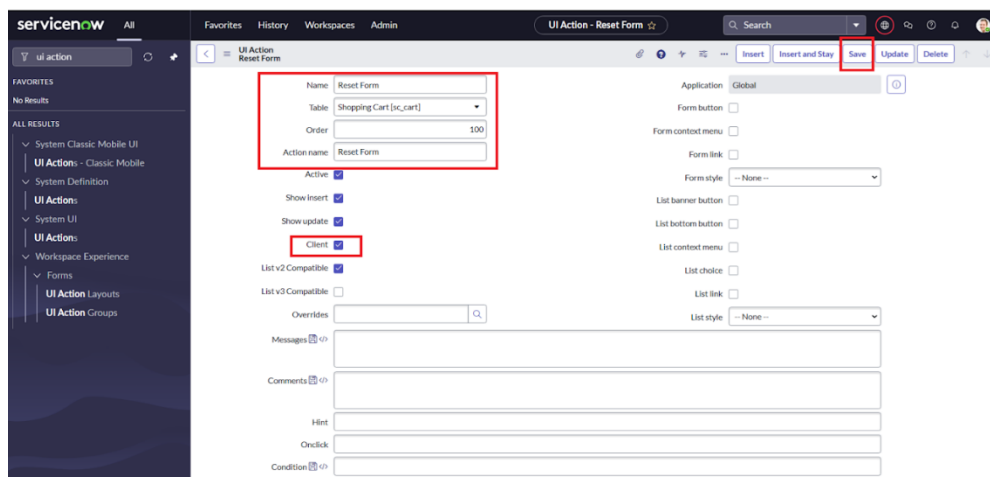 servicenow All Favorites History Workspaces Admin UI Action - Reset Form Search
ui action
UI Action
Reset Form
Insert Insert and Stay Save Update Delete
FAVORITES
No Results
ALL RESULTS
System Classic Mobile UI
UI Actions - Classic Mobile
System Definition
UI Actions
System UI
UI Actions
Workspace Experience
Forms
UI Action Layouts
UI Action Groups
Name Reset Form
Table Shopping Cart [sc_cart]
Order 100
Action name Reset Form
Active
Show insert
Show update
Client
List v2 Compatible
List v3 Compatible
Overrides
Application Global
Form button
Form context menu
Form link
Form style -- None --
List banner button
List bottom button
List context menu
List choice
List link
List style -- None --
Messages
Comments
Hint
Onclick
Condition